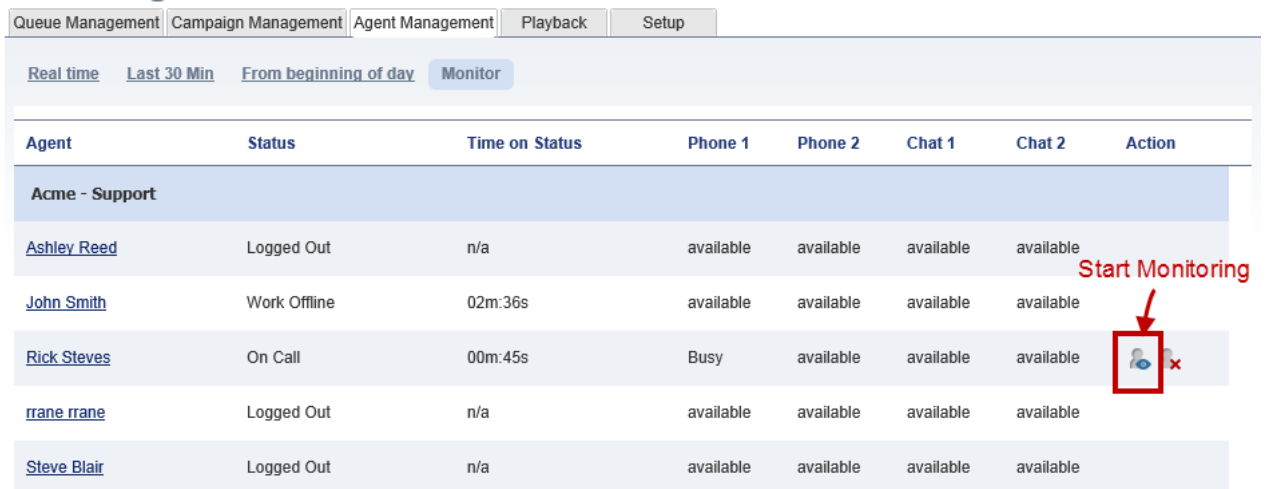 Queue Management Campaign Management Agent Management Playback Setup
Real time Last 30 Min From beginning of day Monitor
Agent Status Time on Status Phone 1 Phone 2 Chat 1 Chat 2 Action
Acme - Support
Ashley Reed Logged Out n/a available available available available
Start Monitoring
John Smith Work Offline 02m:36s available available available available
Rick Steves On Call 00m:45s Busy available available available
rrane rrane Logged Out n/a available available available available
Steve Blair Logged Out n/a available available available available